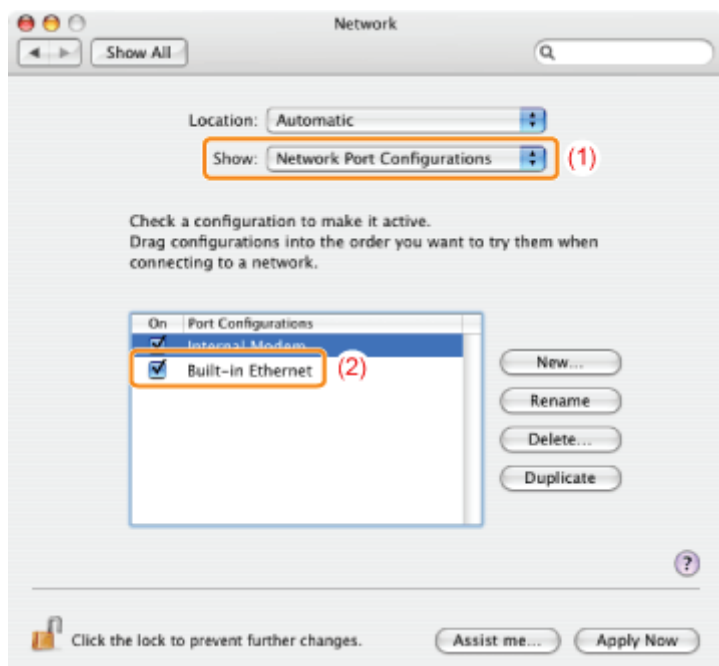 Network
Show All
Location: Automatic
Show: Network Port Configurations (1)
Check a configuration to make it active.
Drag configurations into the order you want to try them when
connecting to a network.
On Port Configurations
Internal Modem
Built-in Ethernet (2)
New...
Rename
Delete...
Duplicate
?
Click the lock to prevent further changes. Assist me... Apply Now